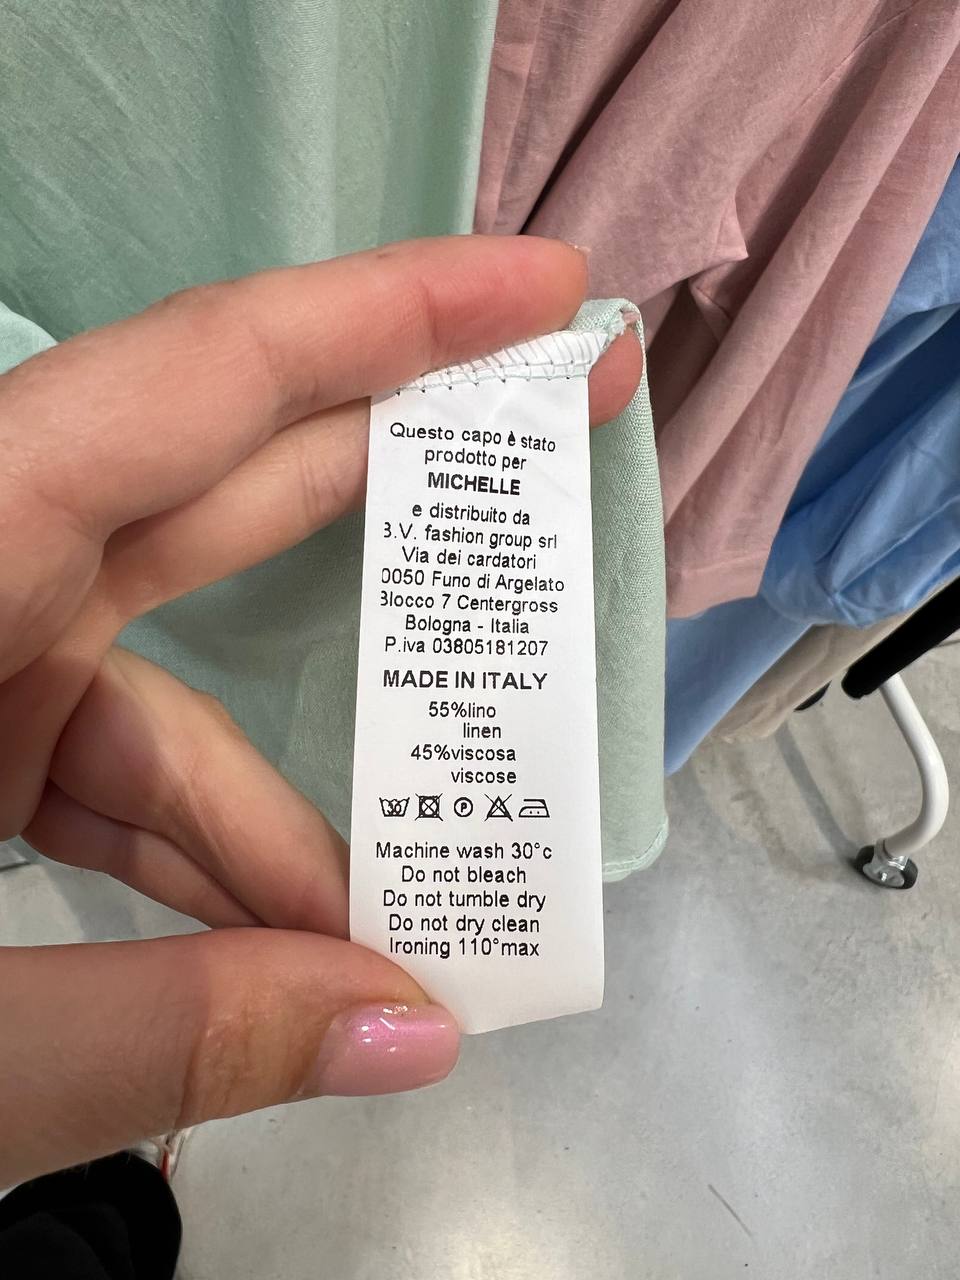 Questo capo è stato
prodotto per
MICHELLE
e distribuito da
B.V. fashion group srl
Via dei cardatori
0050 Funo di Argelato
Blocco 7 Centergross
Bologna - Italia
P.iva 03805181207
MADE IN ITALY
55%lino
linen
45%viscosa
viscose
P
Machine wash 30°c
Do not bleach
Do not tumble dry
Do not dry clean
Ironing 110°max